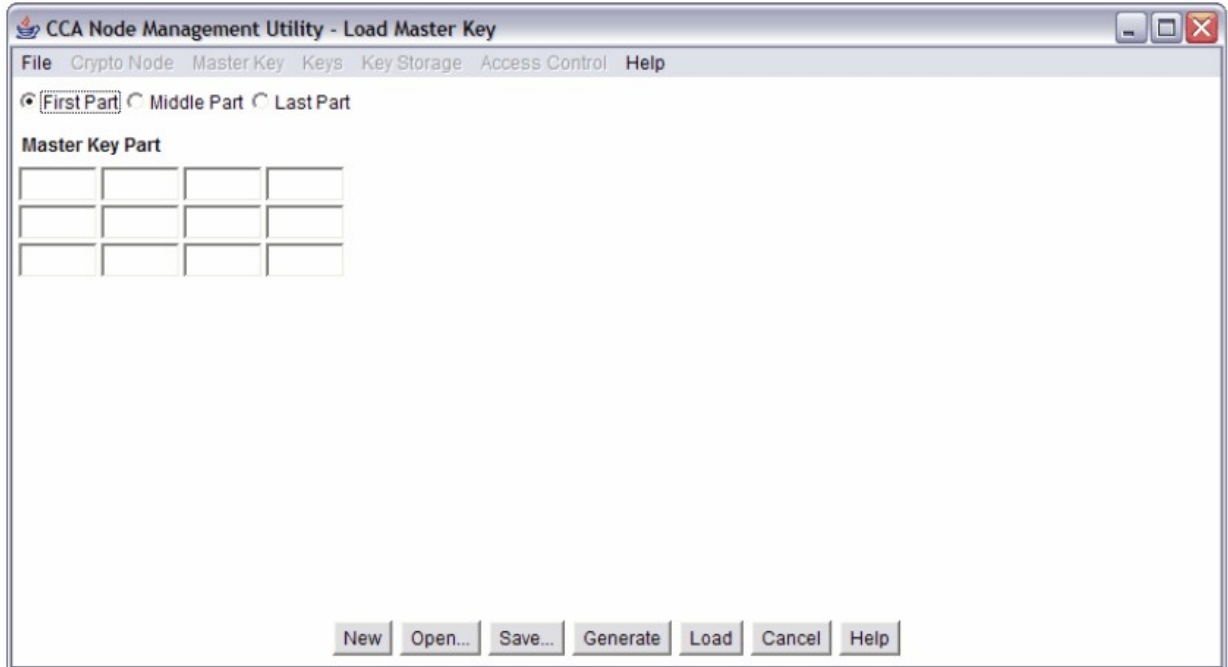 CCA Node Management Utility - Load Master Key
File Crypto Node Master Key Keys Key Storage Access Control Help
First Part Middle Part Last Part
Master Key Part
New Open... Save... Generate Load Cancel Help